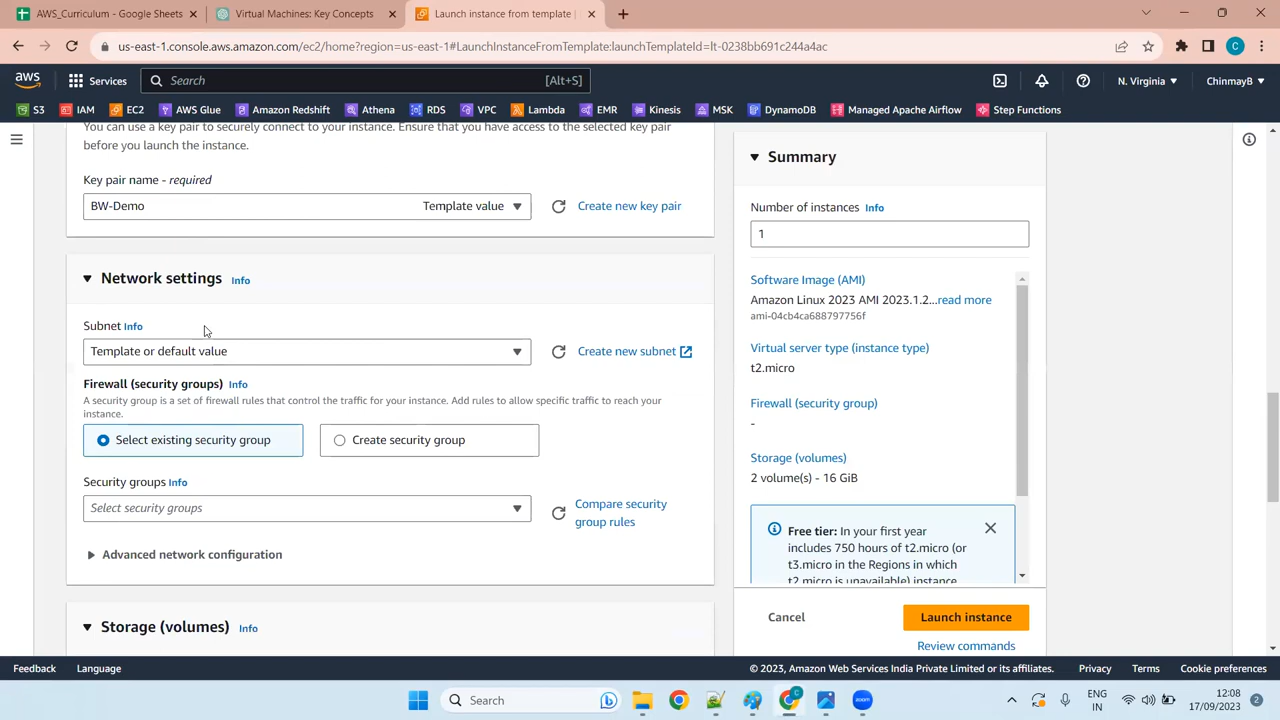 AWS_Curriculum - Google Sheets
Virtual Machines: Key Concepts
Launch instance from template |
us-east-1.console.aws.amazon.com/ec2/home?region=us-east-1#LaunchInstanceFromTemplate:launchTemplateId=lt-0238bb691c244a4ac
C
aws
Services
Search
[Alt+S]
N. Virginia
ChinmayB
S3
IAM
EC2
AWS Glue
Amazon Redshift
Athena
RDS
VPC
Lambda
EMR
Kinesis
MSK
DynamoDB
Managed Apache Airflow
Step Functions
You can use a key pair to securely connect to your instance. Ensure that you have access to the selected key pair
before you launch the instance.
Key pair name - required
BW-Demo
Template value
Create new key pair
Network settings Info
Subnet Info
Template or default value
Create new subnet
Firewall (security groups) Info
A security group is a set of firewall rules that control the traffic for your instance. Add rules to allow specific traffic to reach your
instance.
Select existing security group
Create security group
Security groups Info
Select security groups
Compare security
group rules
Advanced network configuration
Storage (volumes) Info
Summary
Number of instances Info
1
Software Image (AMI)
Amazon Linux 2023 AMI 2023.1.2...read more
ami-04cb4ca688797756f
Virtual server type (instance type)
t2.micro
Firewall (security group)
-
Storage (volumes)
2 volume(s) - 16 GiB
Free tier: In your first year
includes 750 hours of t2.micro (or
t3.micro in the Regions in which
t2.micro is unavailable) instance
Cancel
Launch instance
Review commands
Feedback
Language
© 2023, Amazon Web Services India Private Limited or its affiliates.
Privacy
Terms
Cookie preferences
Search
zoom
ENG
IN
12:08
17/09/2023
2